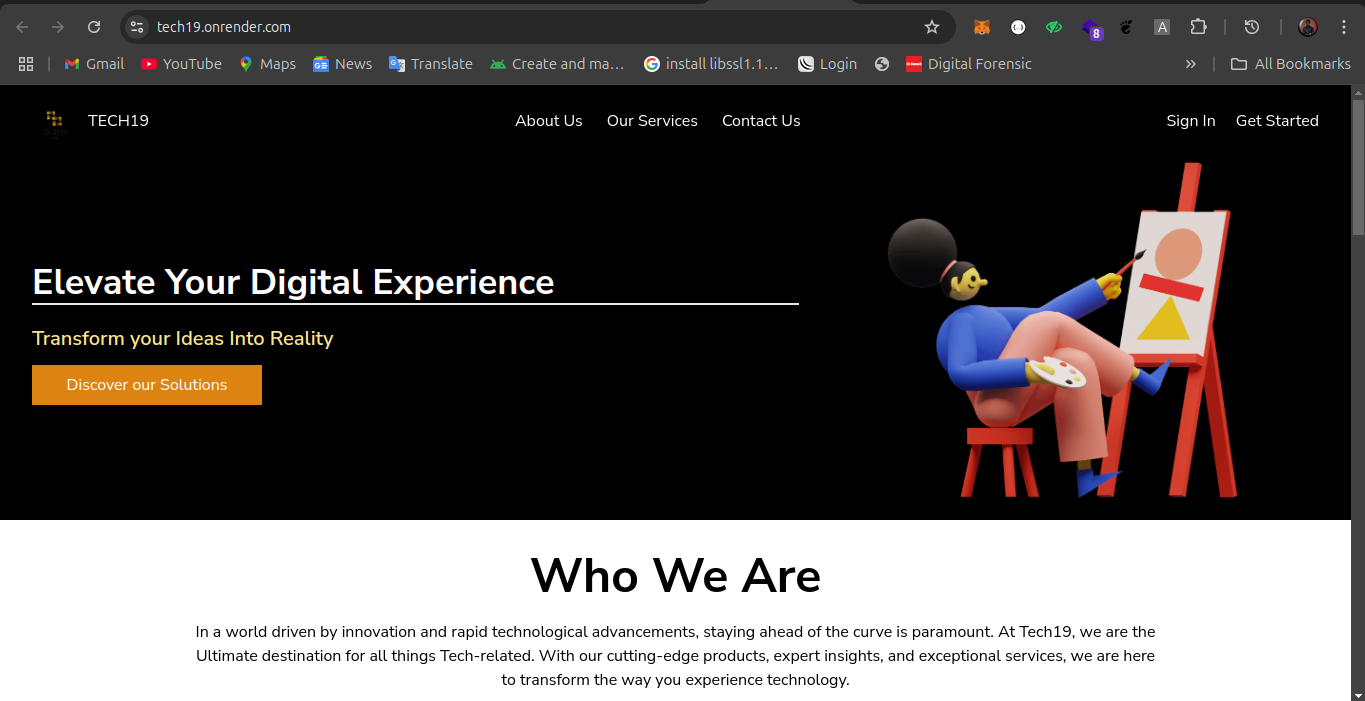 tech19.onrender.com
8
A
Gmail YouTube Maps News Translate Create and ma... install libssl1.1... Login Digital Forensic » All Bookmarks
TECH19 About Us Our Services Contact Us Sign In Get Started
Elevate Your Digital Experience
Transform your Ideas Into Reality
Discover our Solutions
Who We Are
In a world driven by innovation and rapid technological advancements, staying ahead of the curve is paramount. At Tech19, we are the
Ultimate destination for all things Tech-related. With our cutting-edge products, expert insights, and exceptional services, we are here
to transform the way you experience technology.